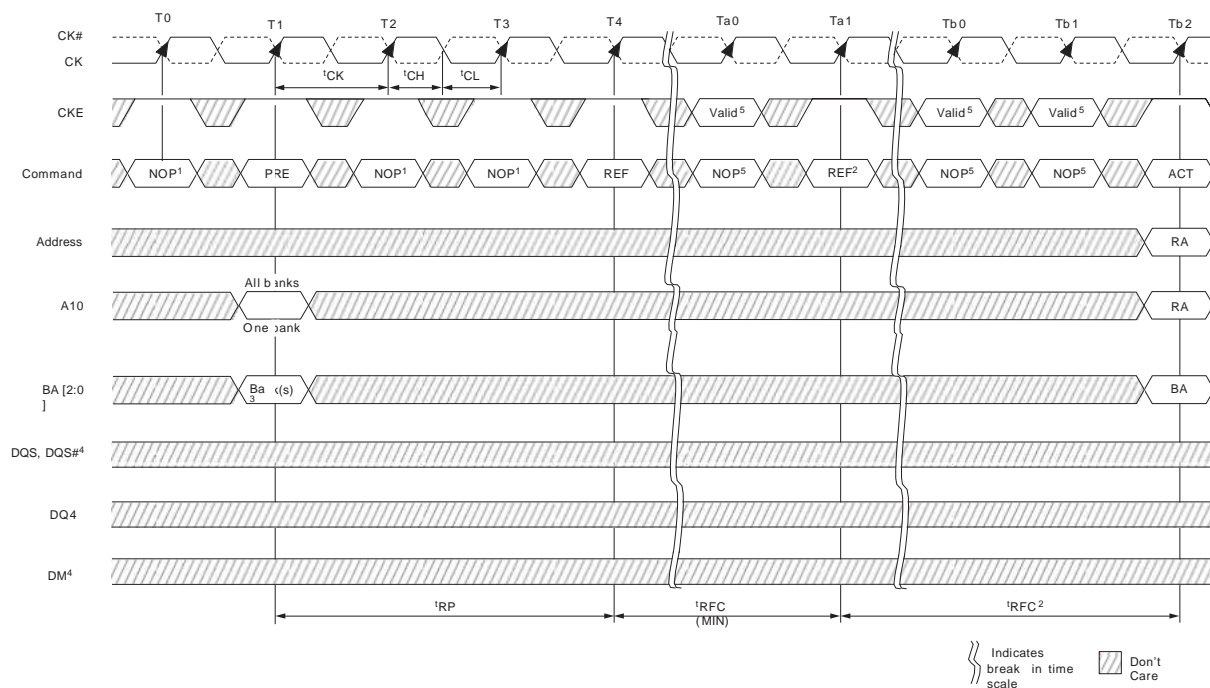 T0 T1 T2 T3 T4 Ta0 Ta1 Tb0 Tb1 Tb2
CK#
CK
tCK tCH tCL
CKE Valid5 Valid5 Valid5
Command NOP1 PRE NOP1 NOP1 REF NOP5 REF2 NOP5 NOP5 ACT
Address RA
All banks
A10 RA
One bank
BA [2:0
] Ba k(s) BA
3
DQS, DQS#4
DQ4
DM4
tRP tRFC tRFC2
(MIN)
Indicates
break in time
scale
Don't
Care